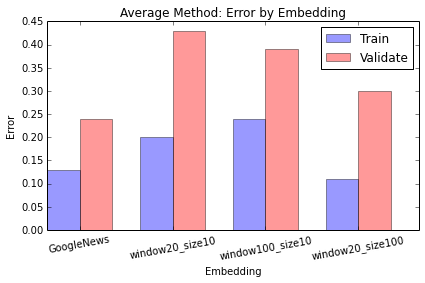 Average Method: Error by Embedding
Train
Validate
0.45
0.40
0.35
0.30
0.25
0.20
0.15
0.10
0.05
0.00
Error
GoogleNews
window20_size10
window100_size10
window20_size100
Embedding